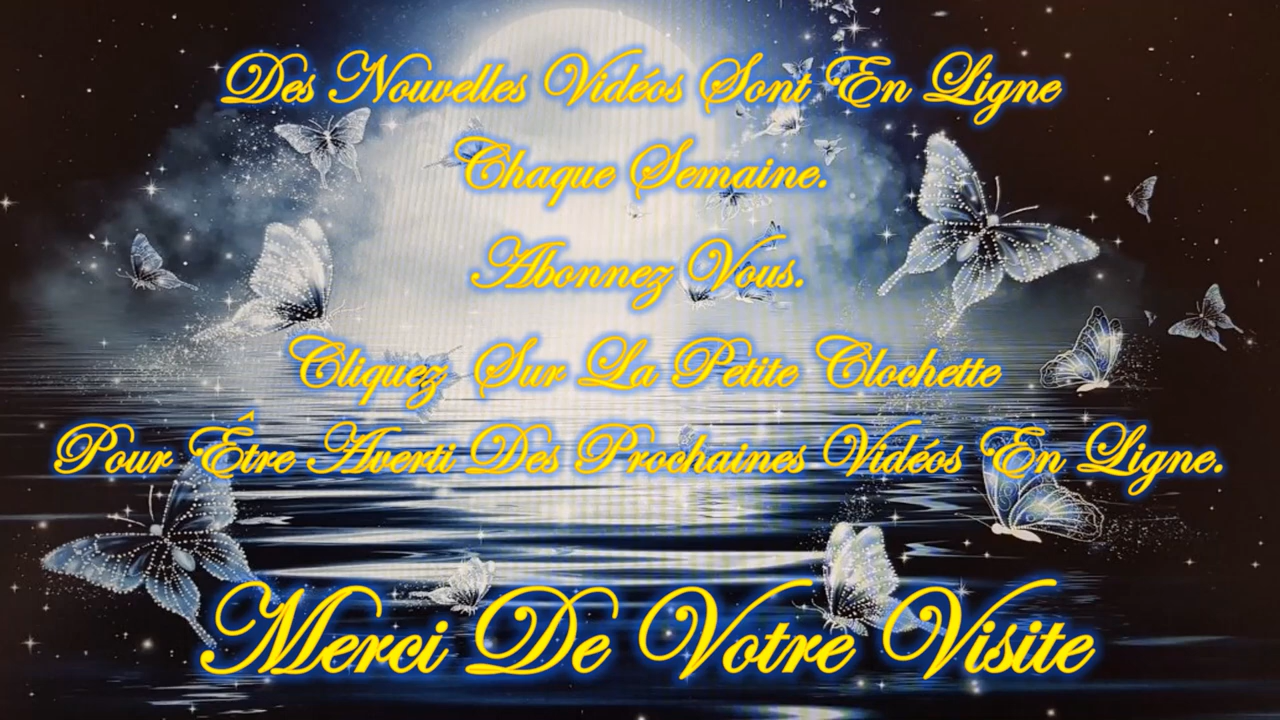 Des Nouvelles Vidéos Sont En Ligne
Chaque Semaine.
Abonnez Vous.
Cliquez Sur La Petite Clochette
Pour Être Averti Des Prochaines Vidéos En Ligne.
Merci De Votre Visite